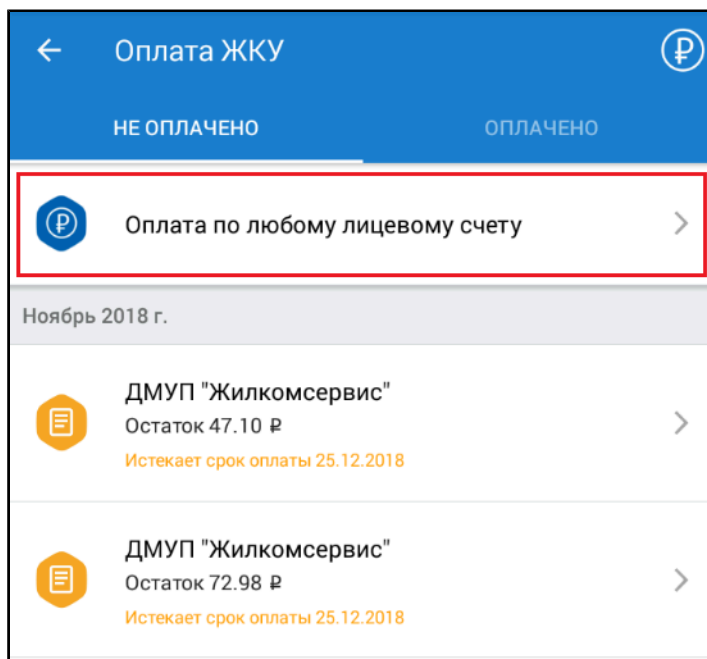 Оплата ЖКУ
НЕ ОПЛАЧЕНО
ОПЛАЧЕНО
Оплата по любому лицевому счету
Ноябрь 2018 г.
ДМУП "Жилкомсервис"
Остаток 47.10 ₽
Истекает срок оплаты 25.12.2018
ДМУП "Жилкомсервис"
Остаток 72.98 ₽
Истекает срок оплаты 25.12.2018